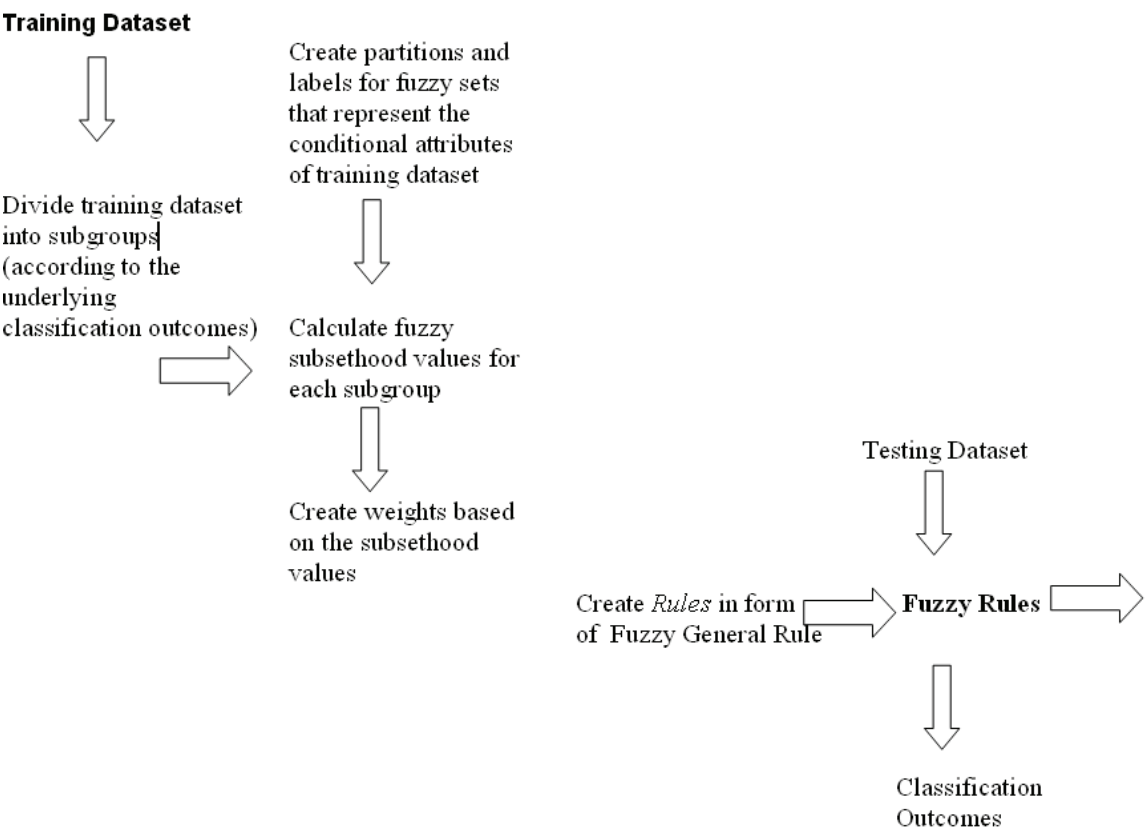 Training Dataset
Divide training dataset
into subgroups
(according to the
underlying
classification outcomes)
Create partitions and
labels for fuzzy sets
that represent the
conditional attributes
of training dataset
Calculate fuzzy
subsethood values for
each subgroup
Create weights based
on the subsethood
values
Create Rules in form
of Fuzzy General Rule
Testing Dataset
Fuzzy Rules
Classification
Outcomes